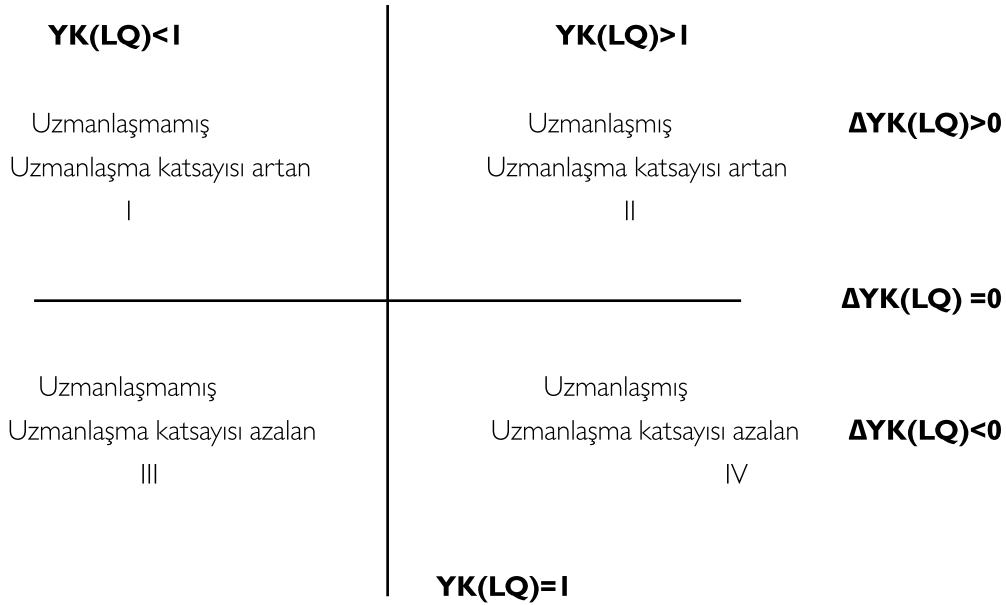 YK(LQ)<1
YK(LQ)>1
Uzmanlaşmamış
Uzmanlaşma katsayısı artan
I
Uzmanlaşmış
Uzmanlaşma katsayısı artan
II
ΔYK(LQ)>0
ΔYK(LQ) =0
Uzmanlaşmamış
Uzmanlaşma katsayısı azalan
III
Uzmanlaşmış
Uzmanlaşma katsayısı azalan
IV
ΔYK(LQ)<0
YK(LQ)=1